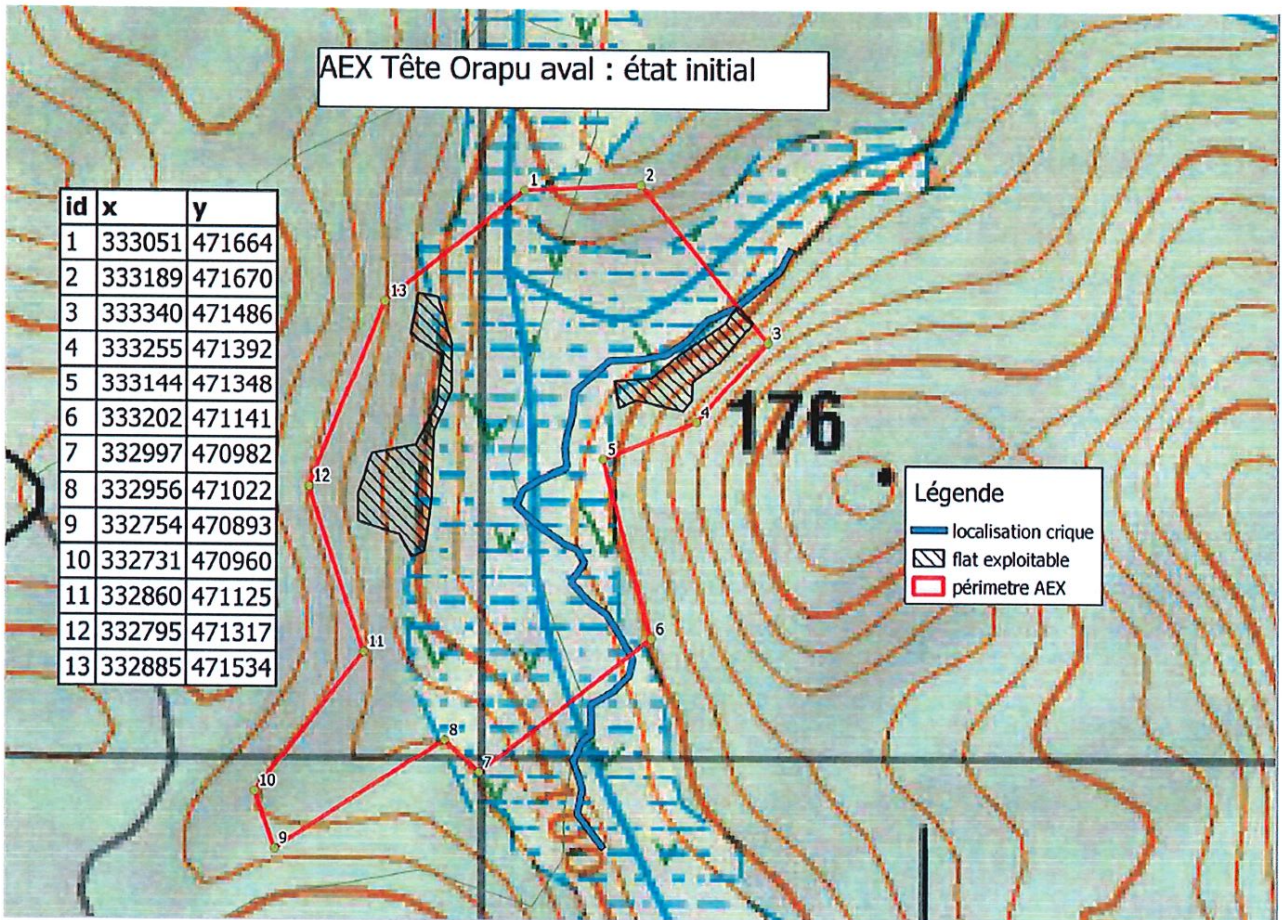 AEX Tête Orapu aval : état initial
id x y
1 333051 471664
2 333189 471670
3 333340 471486
4 333255 471392
5 333144 471348
6 333202 471141
7 332997 470982
8 332956 471022
9 332754 470893
10 332731 470960
11 332860 471125
12 332795 471317
13 332885 471534
1
2
13
3
4
176
5
12
Légende
localisation crique
flat exploitable
périmetre AEX
6
11
8
7
10
9
100